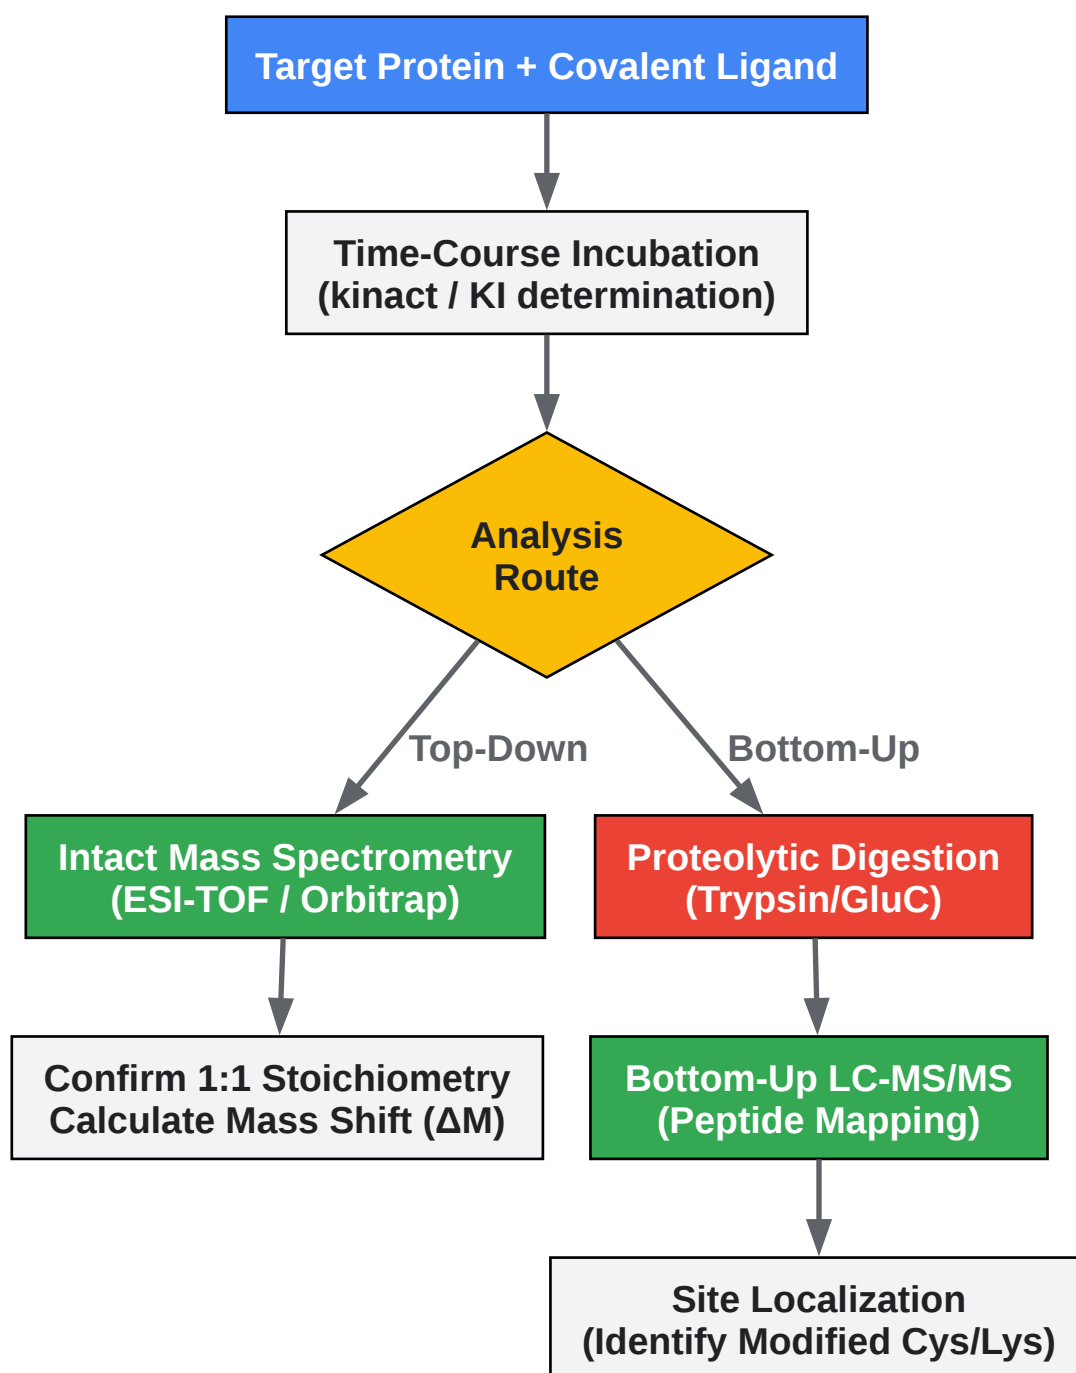 Target Protein + Covalent Ligand
Time-Course Incubation
(kinact / KI determination)
Analysis
Route
Top-Down
Bottom-Up
Intact Mass Spectrometry
(ESI-TOF / Orbitrap)
Proteolytic Digestion
(Trypsin/GluC)
Confirm 1:1 Stoichiometry
Calculate Mass Shift (ΔM)
Bottom-Up LC-MS/MS
(Peptide Mapping)
Site Localization
(Identify Modified Cys/Lys)